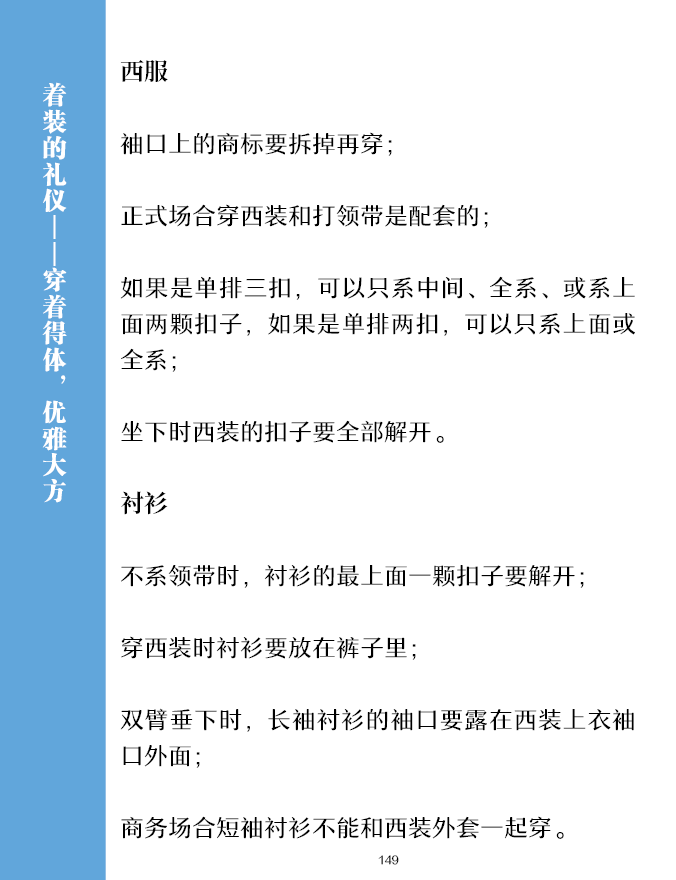 着装的礼仪——穿着得体，优雅大方
西服
袖口上的商标要拆掉再穿；
正式场合穿西装和打领带是配套的；
如果是单排三扣，可以只系中间、全系、或系上
面两颗扣子，如果是单排两扣，可以只系上面或
全系；
坐下时西装的扣子要全部解开。
衬衫
不系领带时，衬衫的最上面一颗扣子要解开；
穿西装时衬衫要放在裤子里；
双臂垂下时，长袖衬衫的袖口要露在西装上衣袖
口外面；
商务场合短袖衬衫不能和西装外套一起穿。
149